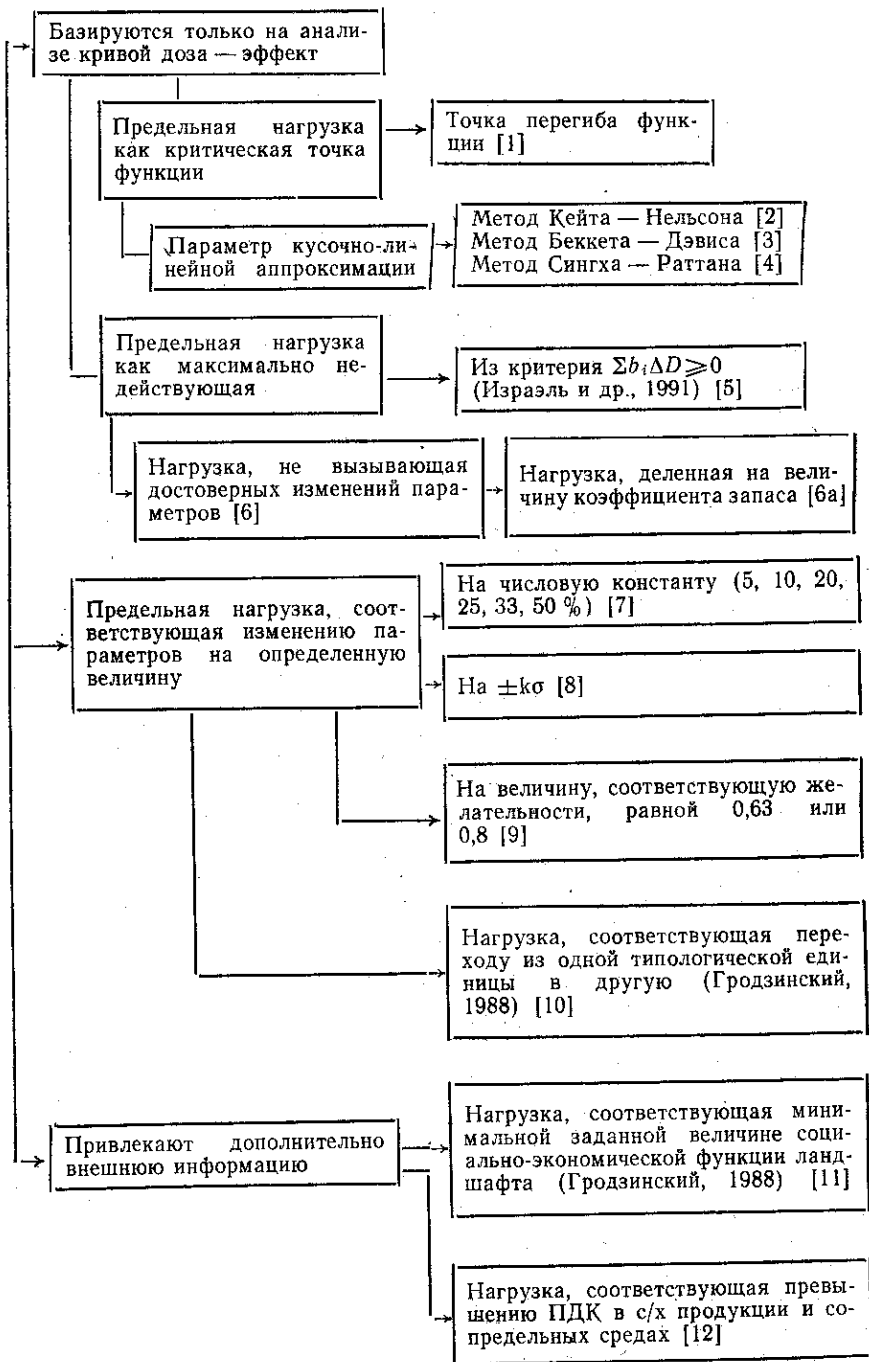 Базируются только на анали-
зе кривой доза — эффект
Предельная нагрузка
как критическая точка
функции
Точка перегиба функ-
ции [1]
Параметр кусочно-ли-
нейной аппроксимации
Метод Кейта — Нельсона [2]
Метод Беккета — Дэвиса [3]
Метод Сингха — Раттана [4]
Предельная нагрузка
как максимально не-
действующая
Из критерия Σbᵢ∆D⩾0
(Израэль и др., 1991) [5]
Нагрузка, не вызывающая
достоверных изменений пара-
метров [6]
Нагрузка, деленная на вели-
чину коэффициента запаса [6а]
Предельная нагрузка, соот-
ветствующая изменению па-
раметров на определенную
величину
На числовую константу (5, 10, 20,
25, 33, 50 %) [7]
На ±kσ [8]
На величину, соответствующую же-
лательности, равной 0,63 или
0,8 [9]
Нагрузка, соответствующая пере-
ходу из одной типологической еди-
ницы в другую (Гродзинский,
1988) [10]
Привлекают дополнительно
внешнюю информацию
Нагрузка, соответствующая мини-
мальной заданной величине соци-
ально-экономической функции ланд-
шафта (Гродзинский, 1988) [11]
Нагрузка, соответствующая превы-
шению ПДК в с/х продукции и со-
предельных средах [12]